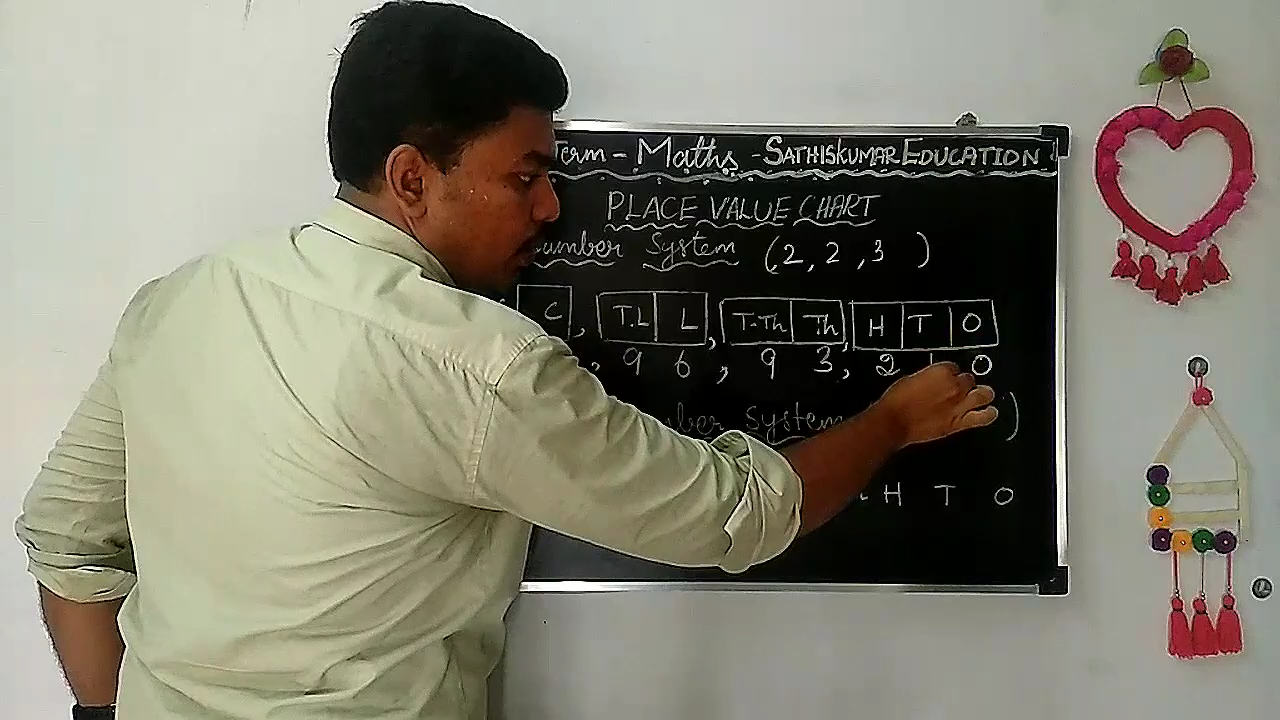 Term - Maths - SATHISKUMAR EDUCATION
PLACE VALUE CHART
System (2, 2, 3 )
C , T.L L , T-Th Th , H T O
, 9 6 , 9 3 , 2 1 0
System )
H T O